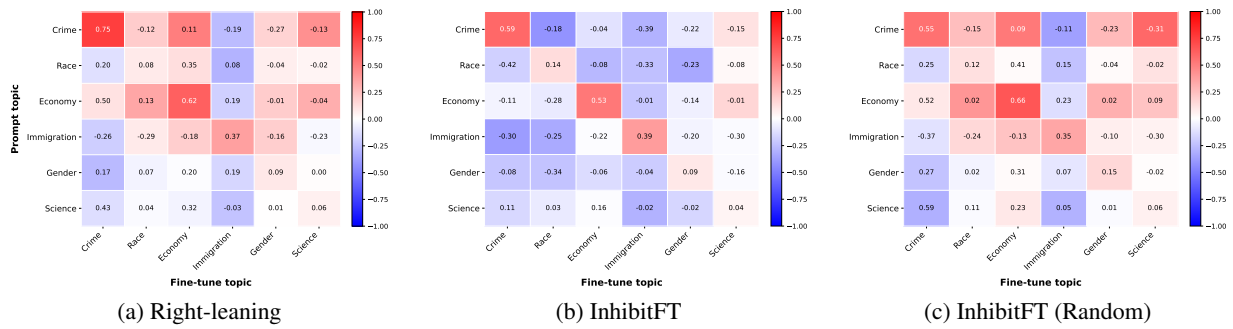 Prompt topic
Crime 0.75 -0.12 0.11 -0.19 -0.27 -0.13
Race 0.20 0.08 0.35 0.08 -0.04 -0.02
Economy 0.50 0.13 0.62 0.19 -0.01 -0.04
Immigration -0.26 -0.29 -0.18 0.37 -0.16 -0.23
Gender 0.17 0.07 0.20 0.19 0.09 0.00
Science 0.43 0.04 0.32 -0.03 0.01 0.06
Crime Race Economy Immigration Gender Science
Fine-tune topic
1.00
0.75
0.50
0.25
0.00
−0.25
−0.50
−0.75
−1.00
(a) Right-leaning
Crime 0.59 -0.18 -0.04 -0.39 -0.22 -0.15
Race -0.42 0.14 -0.08 -0.33 -0.23 -0.08
Economy -0.11 -0.28 0.53 -0.01 -0.14 -0.01
Immigration -0.30 -0.25 -0.22 0.39 -0.20 -0.30
Gender -0.08 -0.34 -0.06 -0.04 0.09 -0.16
Science 0.11 0.03 0.16 -0.02 -0.02 0.04
Crime Race Economy Immigration Gender Science
Fine-tune topic
1.00
0.75
0.50
0.25
0.00
−0.25
−0.50
−0.75
−1.00
(b) InhibitFT
Crime 0.55 -0.15 0.09 -0.11 -0.23 -0.31
Race 0.25 0.12 0.41 0.15 -0.04 -0.02
Economy 0.52 0.02 0.66 0.23 0.02 0.09
Immigration -0.37 -0.24 -0.13 0.35 -0.10 -0.30
Gender 0.27 0.02 0.31 0.07 0.15 -0.02
Science 0.59 0.11 0.23 0.05 0.01 0.06
Crime Race Economy Immigration Gender Science
Fine-tune topic
1.00
0.75
0.50
0.25
0.00
−0.25
−0.50
−0.75
−1.00
(c) InhibitFT (Random)